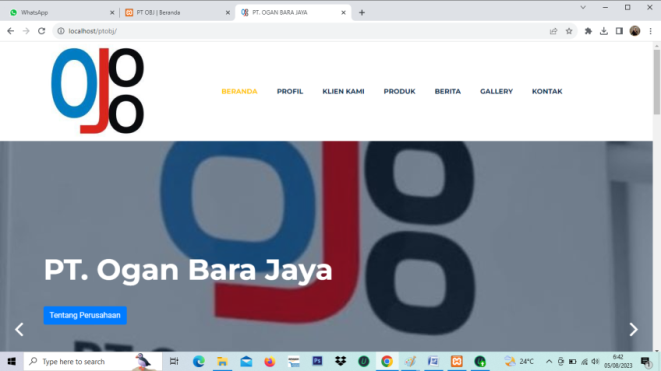 WhatsApp
PT OBJ | Beranda
PT. OGAN BARA JAYA
localhost/ptobj/
BERANDA
PROFIL
KLIEN KAMI
PRODUK
BERITA
GALLERY
KONTAK
PT. Ogan Bara Jaya
Tentang Perusahaan
Type here to search
24°C
6:42
05/08/2023